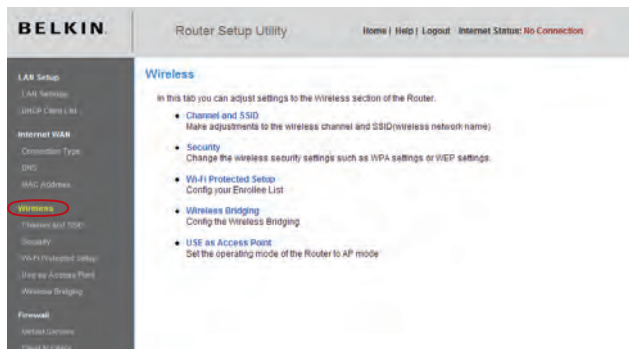 BELKIN
Router Setup Utility
Home | Help | Logout Internet Status: No Connection
LAN Setup
LAN Settings
DHCP Client List
Internet WAN
Connection Type
DNS
MAC Address
Wireless
Channel and SSID
Security
Wi-Fi Protected Setup
Use as Access Point
Wireless Bridging
Firewall
Virtual Servers
Wireless
In this tab you can adjust settings to the Wireless section of the Router.
Channel and SSID
Make adjustments to the wireless channel and SSID(wireless network name)
Security
Change the wireless security settings such as WPA settings or WEP settings.
Wi-Fi Protected Setup
Config your Enrollee List
Wireless Bridging
Config the Wireless Bridging
USE as Access Point
Set the operating mode of the Router to AP mode